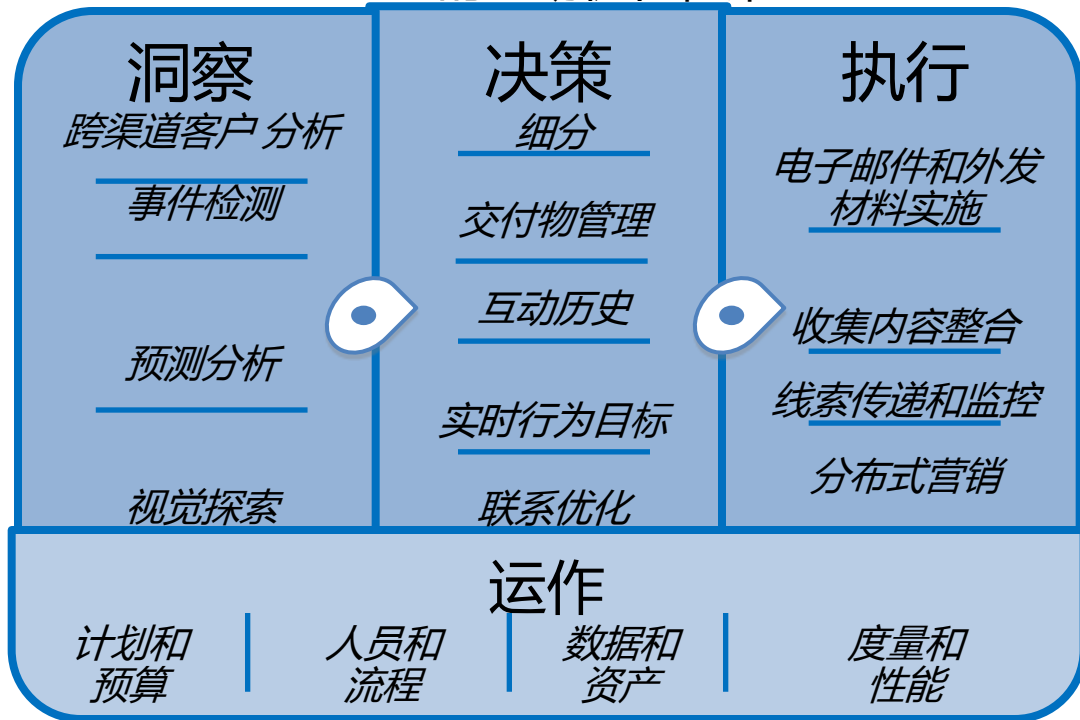 洞察
跨渠道客户 分析
事件检测
预测分析
视觉探索
决策
细分
交付物管理
互动历史
实时行为目标
联系优化
执行
电子邮件和外发
材料实施
收集内容整合
线索传递和监控
分布式营销
运作
计划和
预算
人员和
流程
数据和
资产
度量和
性能